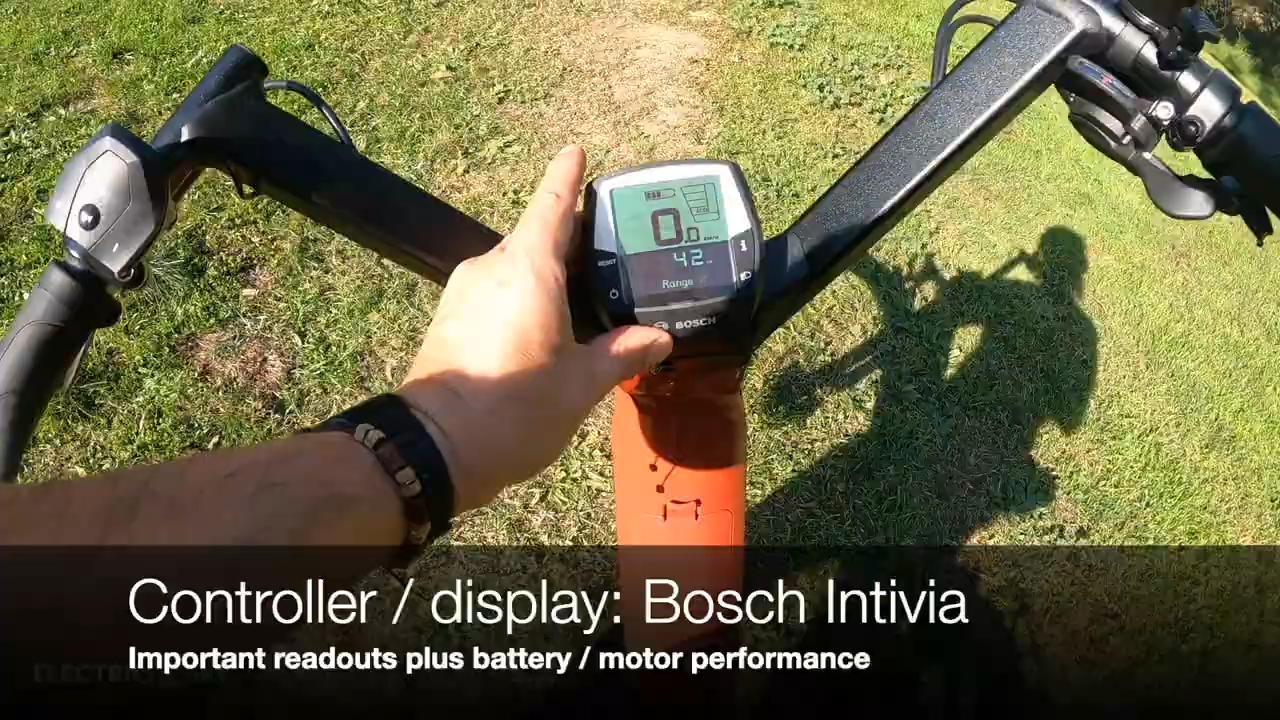 0.0
42
RESET
i
Range
BOSCH
Controller / display: Bosch Intivia
Important readouts plus battery / motor performance